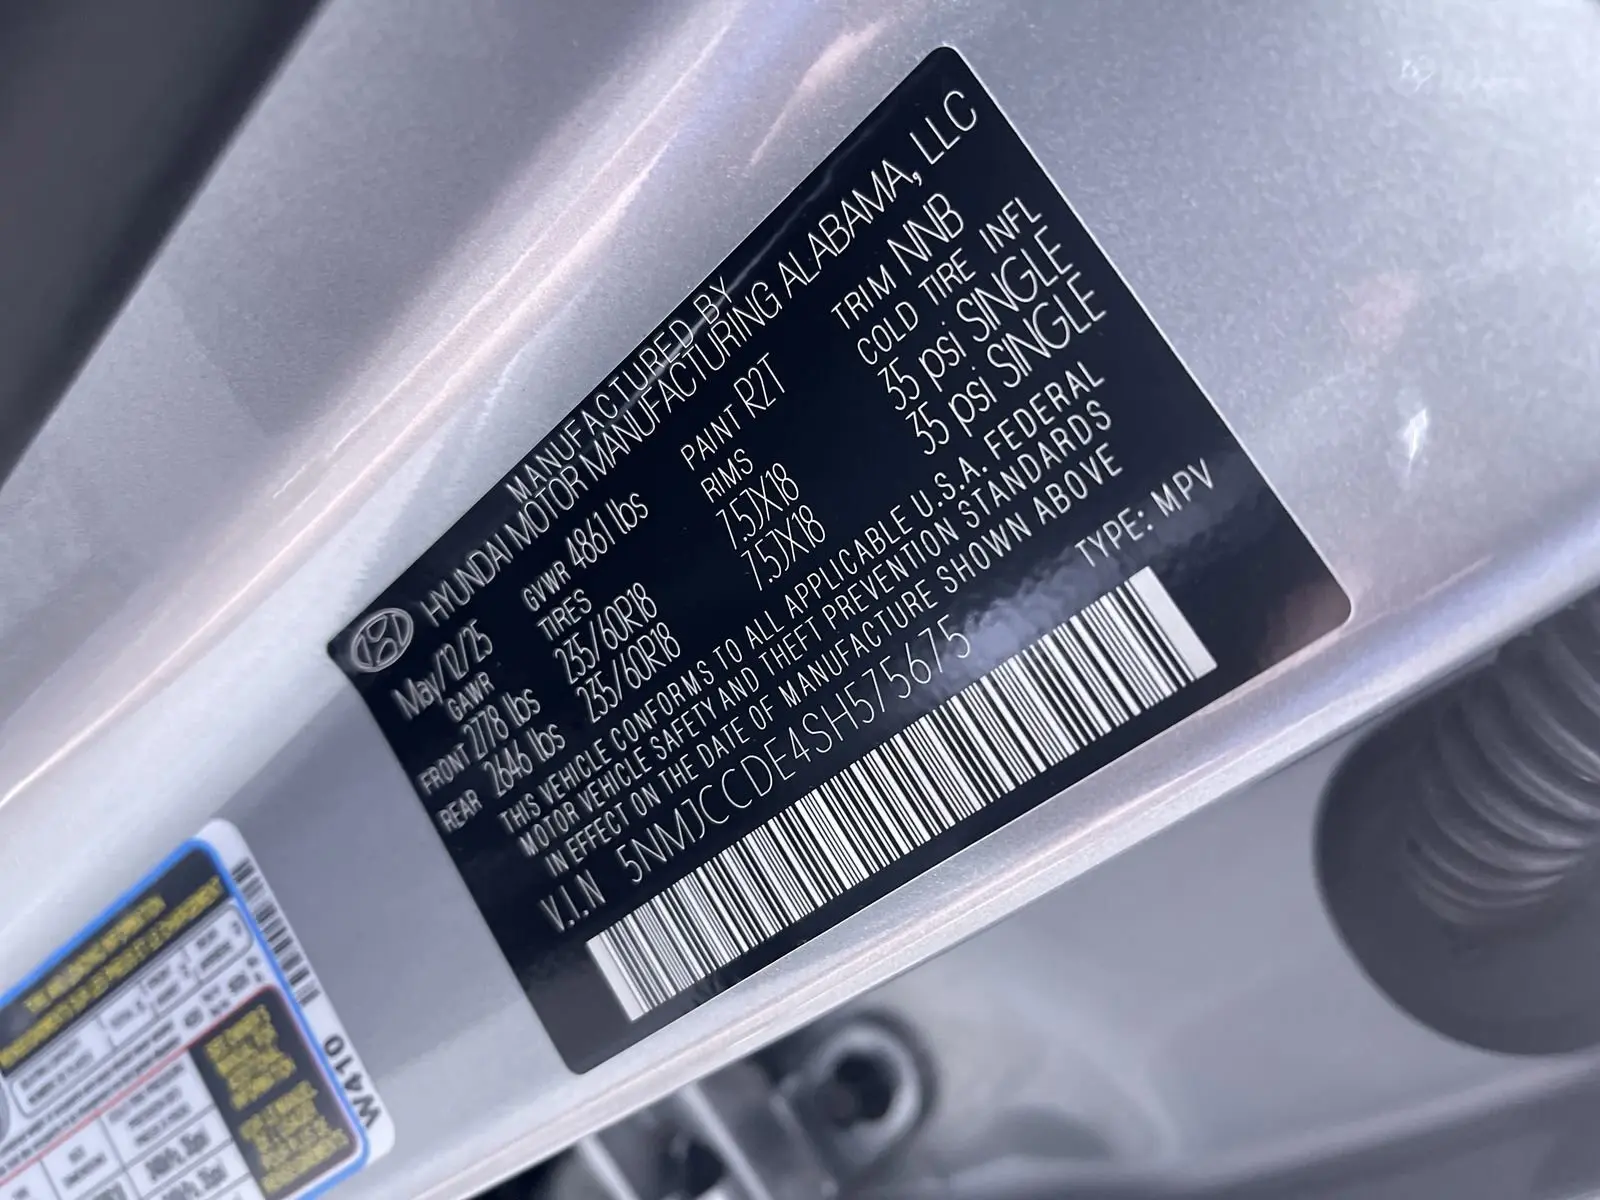 MANUFACTURED BY
HYUNDAI MOTOR MANUFACTURING ALABAMA, LLC
May/12/25 GVWR 4861 lbs PAINT R2T TRIM NNB
GAWR TIRES RIMS COLD TIRE INFL
FRONT 2778 lbs 235/60R18 7.5JX18 35 psi SINGLE
REAR 2646 lbs 235/60R18 7.5JX18 35 psi SINGLE
THIS VEHICLE CONFORMS TO ALL APPLICABLE U.S.A. FEDERAL
MOTOR VEHICLE SAFETY AND THEFT PREVENTION STANDARDS
IN EFFECT ON THE DATE OF MANUFACTURE SHOWN ABOVE
V.I.N 5NMJCCDE4SH575675 TYPE: MPV
W410